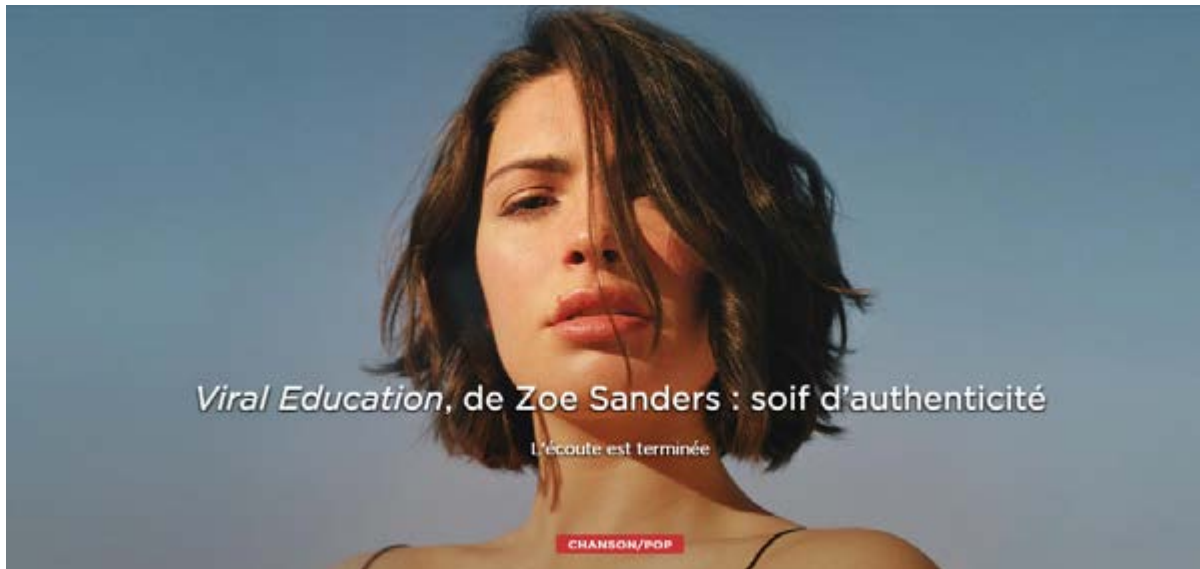 Viral Education, de Zoe Sanders : soif d’authenticité
L’écoute est terminée
CHANSON/POP